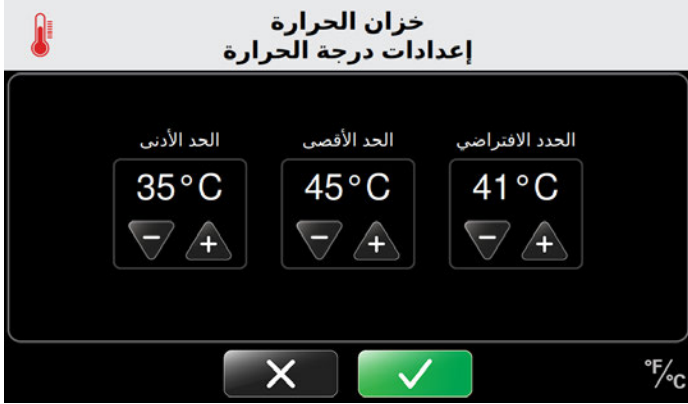 خزان الحرارة
إعدادات درجة الحرارة
الحدد الافتراضي
الحد الأقصى
الحد الأدنى
41°C
45°C
35°C
− +
− +
− +
°F/°C